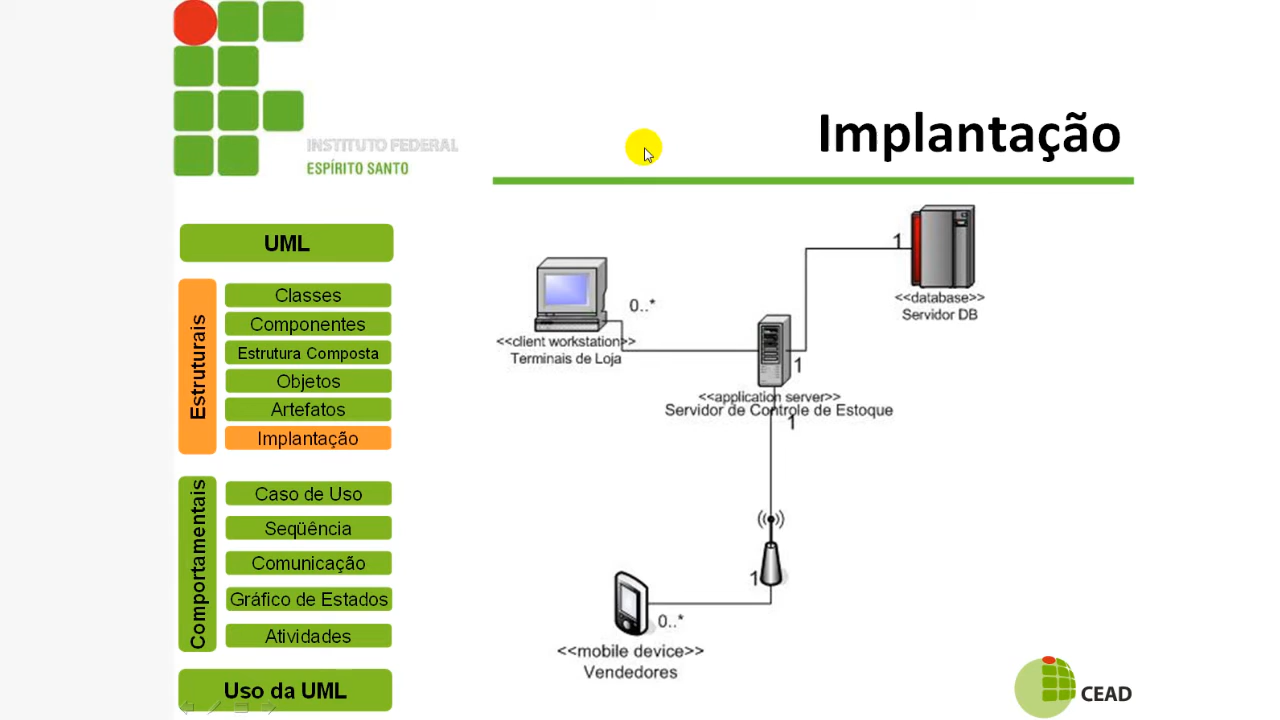 INSTITUTO FEDERAL
ESPÍRITO SANTO
Implantação
UML
Estruturais
Classes
Componentes
Estrutura Composta
Objetos
Artefatos
Implantação
Comportamentais
Caso de Uso
Seqüência
Comunicação
Gráfico de Estados
Atividades
Uso da UML
1
<<database>>
Servidor DB
0..*
<<client workstation>>
Terminais de Loja
1
<<application server>>
Servidor de Controle de Estoque
1
1
0..*
<<mobile device>>
Vendedores
CEAD